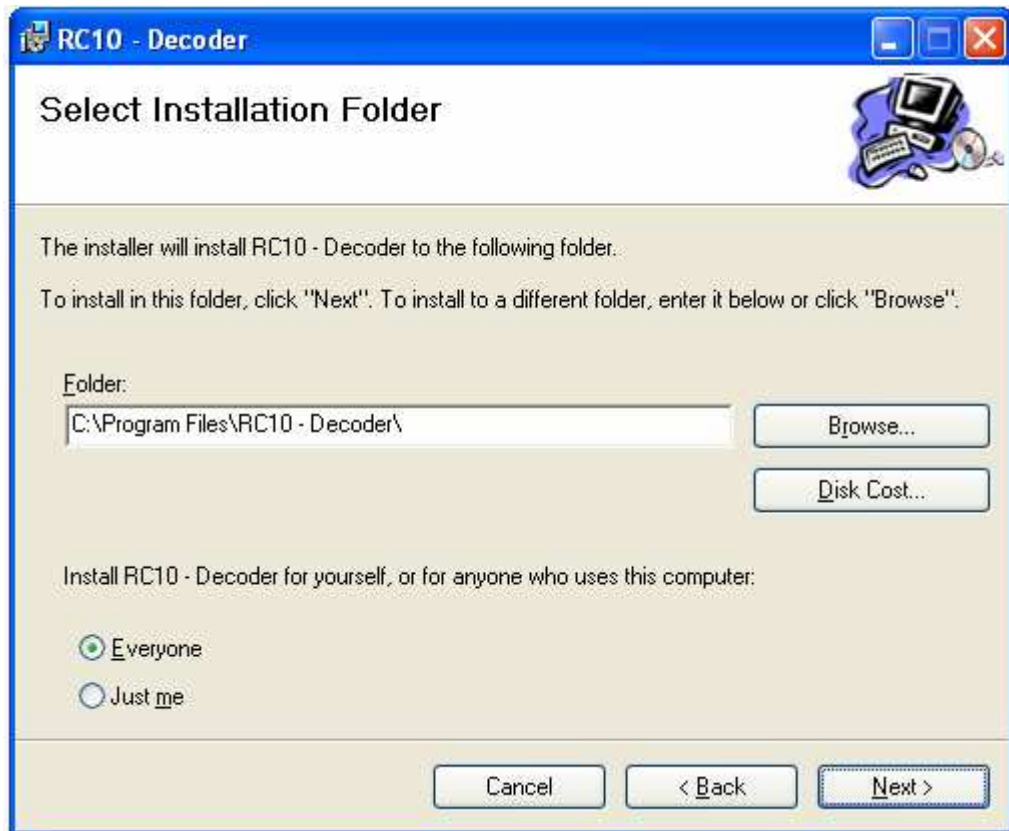 RC10 - Decoder
Select Installation Folder
The installer will install RC10 - Decoder to the following folder.
To install in this folder, click "Next". To install to a different folder, enter it below or click "Browse".
Folder:
C:\Program Files\RC10 - Decoder\
Browse...
Disk Cost...
Install RC10 - Decoder for yourself, or for anyone who uses this computer:
Everyone
Just me
Cancel
< Back
Next >